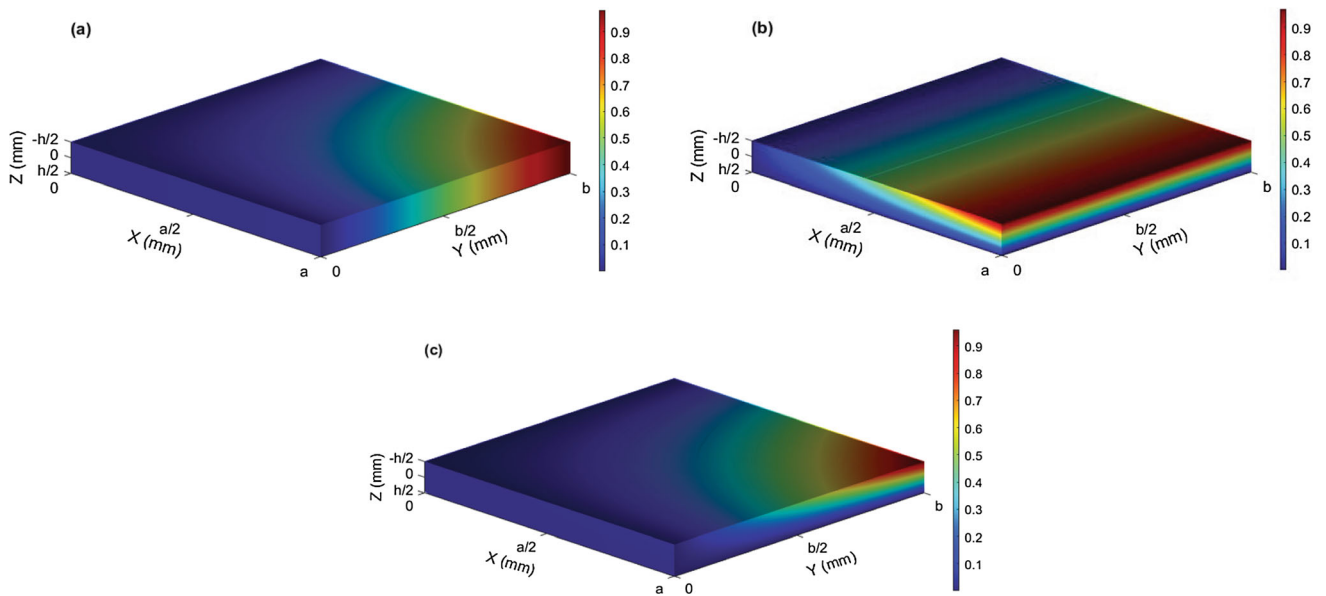 (a)
0.9
0.8
0.7
0.6
0.5
0.4
0.3
0.2
0.1
Z (mm)
-h/2
0
h/2
0
a/2
X (mm)
a
0
b/2
Y (mm)
b
(b)
0.9
0.8
0.7
0.6
0.5
0.4
0.3
0.2
0.1
Z (mm)
-h/2
0
h/2
0
a/2
X (mm)
a
0
b/2
Y (mm)
b
(c)
0.9
0.8
0.7
0.6
0.5
0.4
0.3
0.2
0.1
Z (mm)
-h/2
0
h/2
0
a/2
X (mm)
a
0
b/2
Y (mm)
b